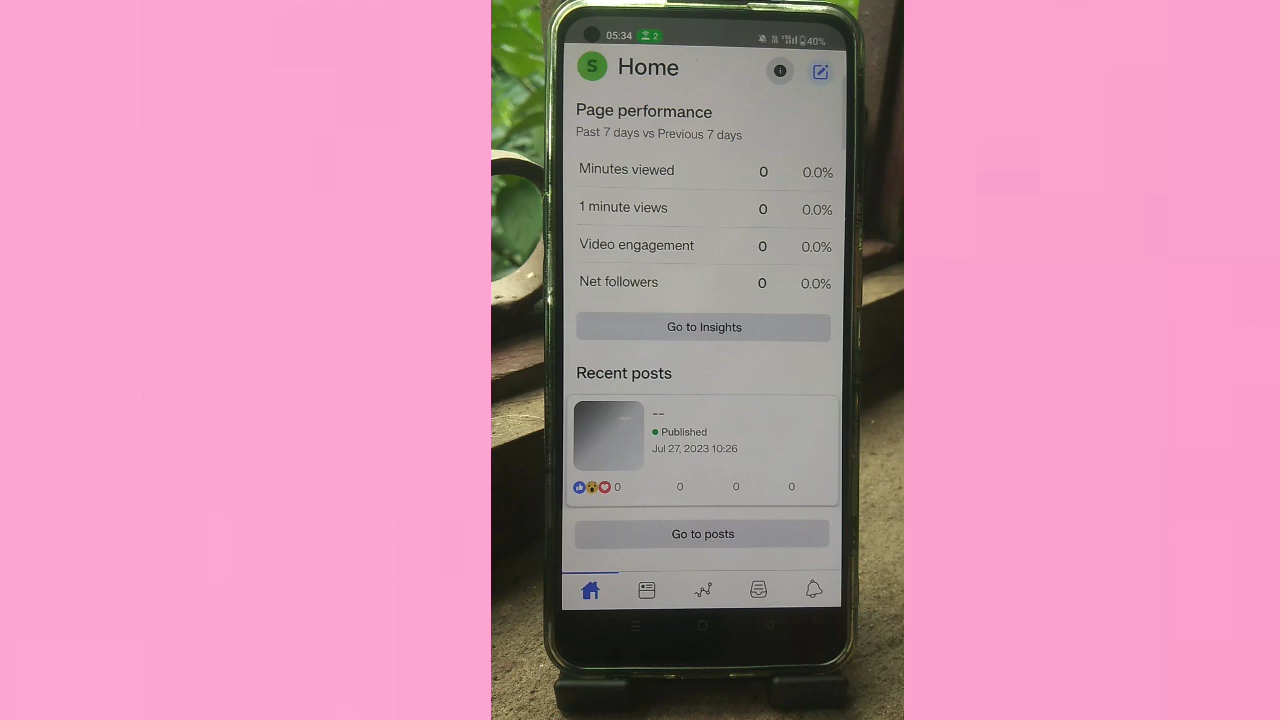 05:34 2 40%
S Home
Page performance
Past 7 days vs Previous 7 days
Minutes viewed 0 0.0%
1 minute views 0 0.0%
Video engagement 0 0.0%
Net followers 0 0.0%
Go to Insights
Recent posts
--
Published
Jul 27, 2023 10:26
0 0 0 0
Go to posts